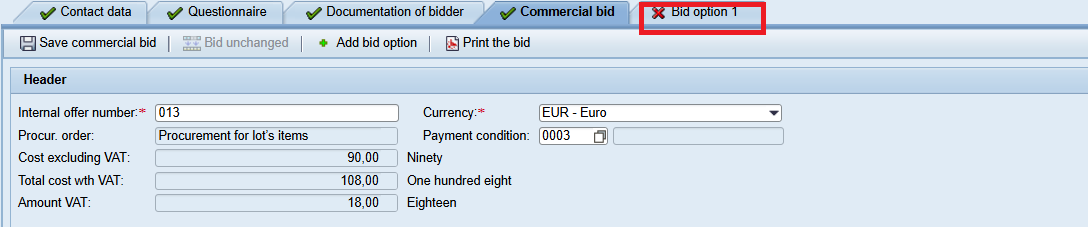 Contact data Questionnaire Documentation of bidder Commercial bid Bid option 1
Save commercial bid Bid unchanged Add bid option Print the bid
Header
Internal offer number:* 013 Currency:* EUR - Euro
Procur. order: Procurement for lot's items Payment condition: 0003
Cost excluding VAT: 90,00 Ninety
Total cost wth VAT: 108,00 One hundred eight
Amount VAT: 18,00 Eighteen